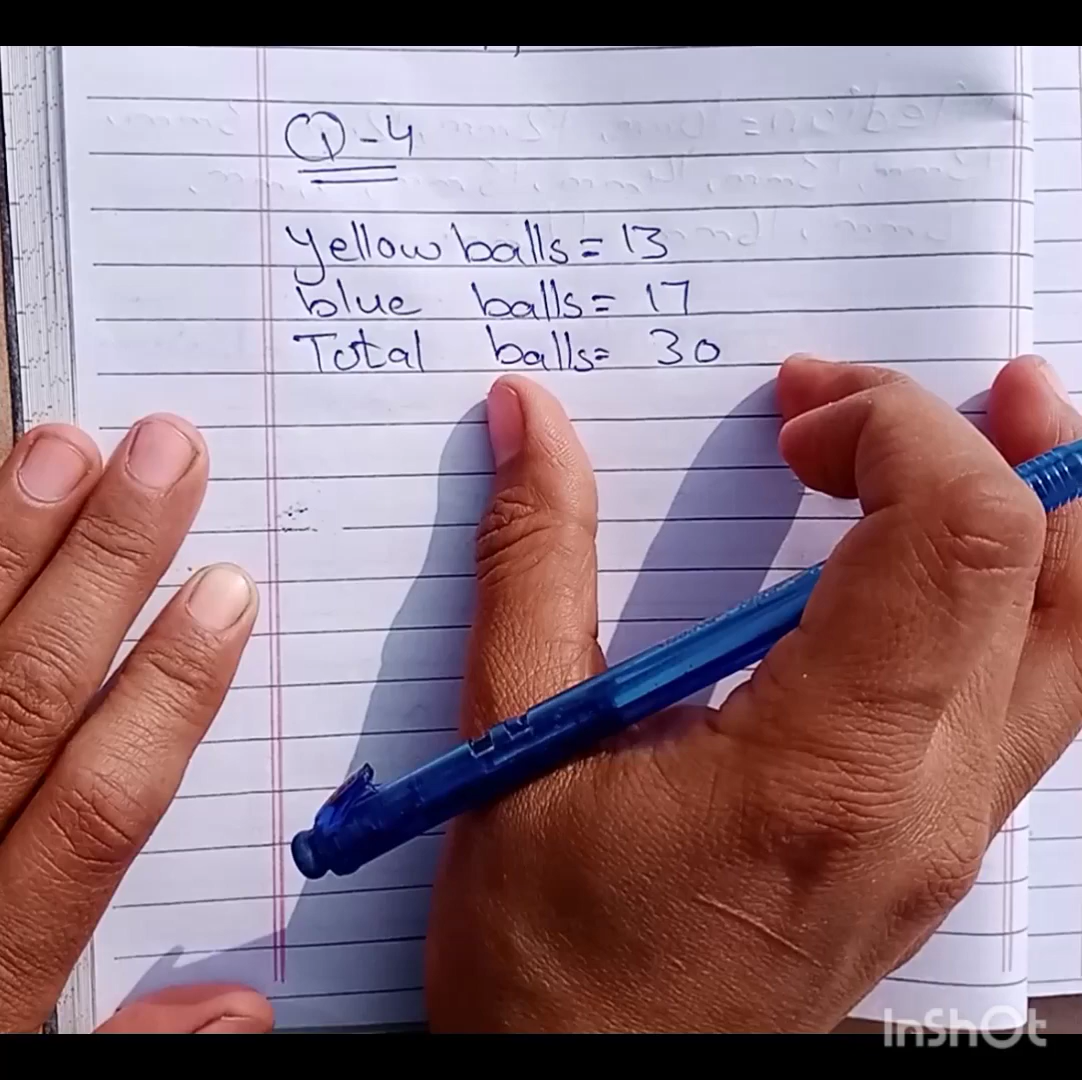 Q-4
yellow balls = 13
blue balls = 17
Total balls = 30
InShOt